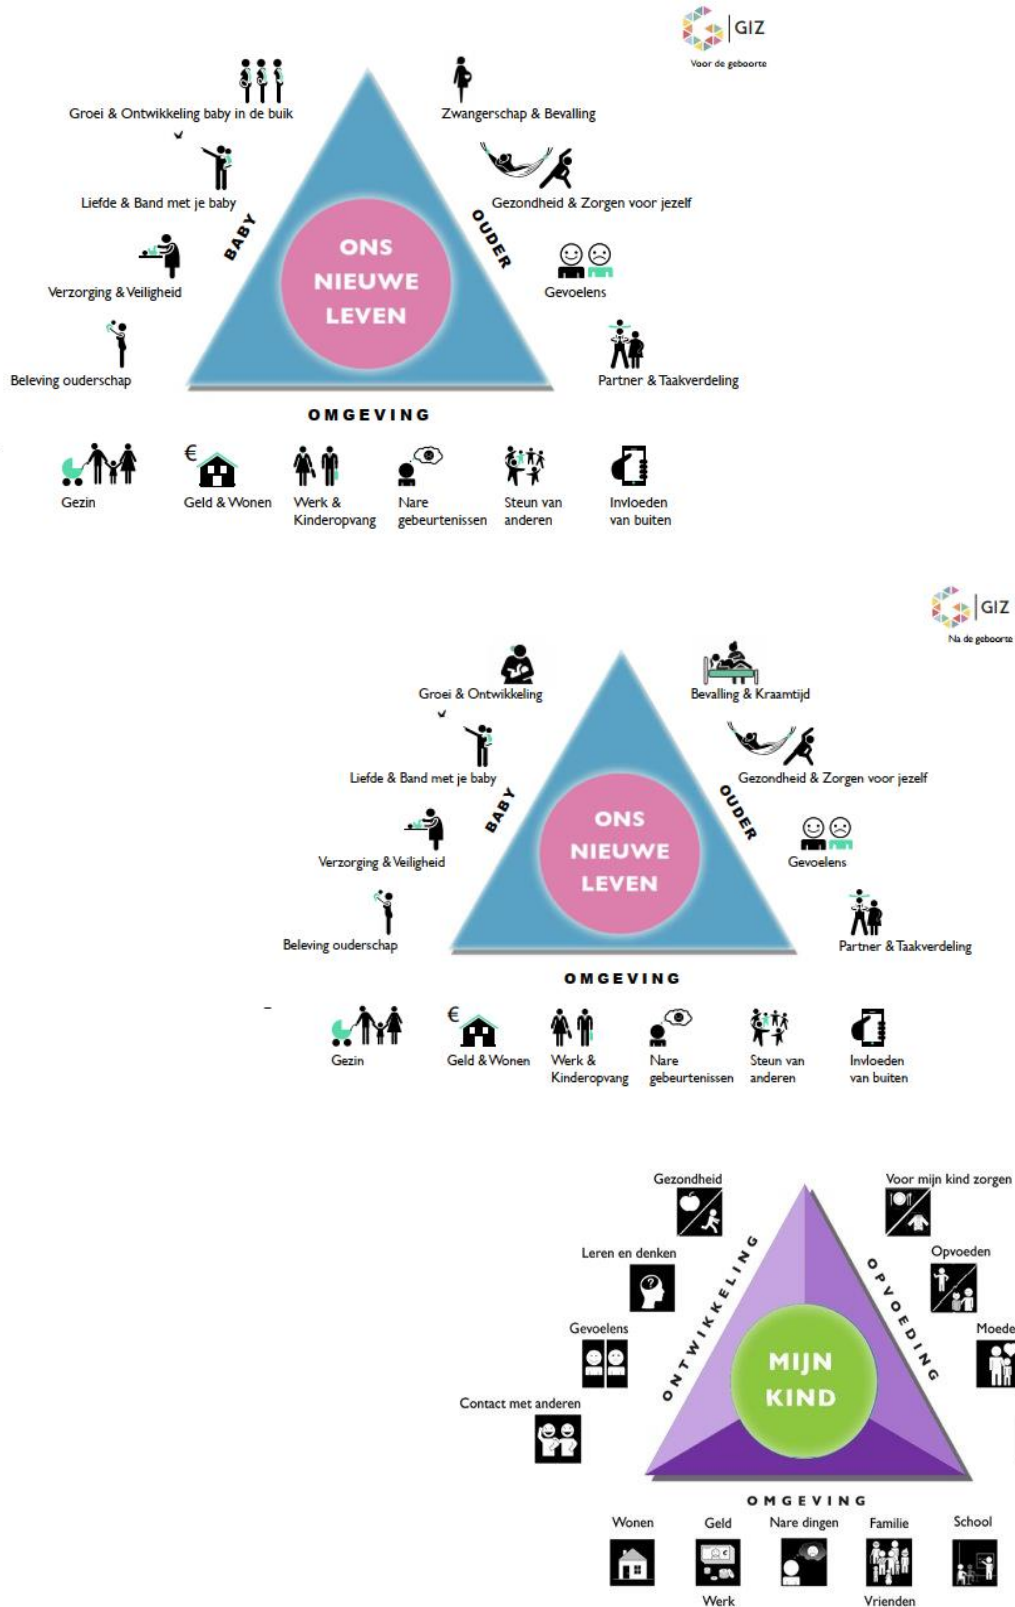 GIZ
Voor de geboorte
Groei & Ontwikkeling baby in de buik
Zwangerschap & Bevalling
Liefde & Band met je baby
Gezondheid & Zorgen voor jezelf
BABY
OUDER
ONS
NIEUWE
LEVEN
Verzorging & Veiligheid
Gevoelens
Beleving ouderschap
Partner & Taakverdeling
OMGEVING
€
Gezin
Geld & Wonen
Werk &
Kinderopvang
Nare
gebeurtenissen
Steun van
anderen
Invloeden
van buiten
GIZ
Na de geboorte
Groei & Ontwikkeling
Bevalling & Kraamtijd
Liefde & Band met je baby
Gezondheid & Zorgen voor jezelf
BABY
OUDER
ONS
NIEUWE
LEVEN
Verzorging & Veiligheid
Gevoelens
Beleving ouderschap
Partner & Taakverdeling
OMGEVING
€
Gezin
Geld & Wonen
Werk &
Kinderopvang
Nare
gebeurtenissen
Steun van
anderen
Invloeden
van buiten
Gezondheid
Voor mijn kind zorgen
Leren en denken
Opvoeden
ONTWIKKELING
OPVOEDING
Gevoelens
Moede
MIJN
KIND
Contact met anderen
OMGEVING
Wonen
Geld
Werk
Nare dingen
Familie
Vrienden
School